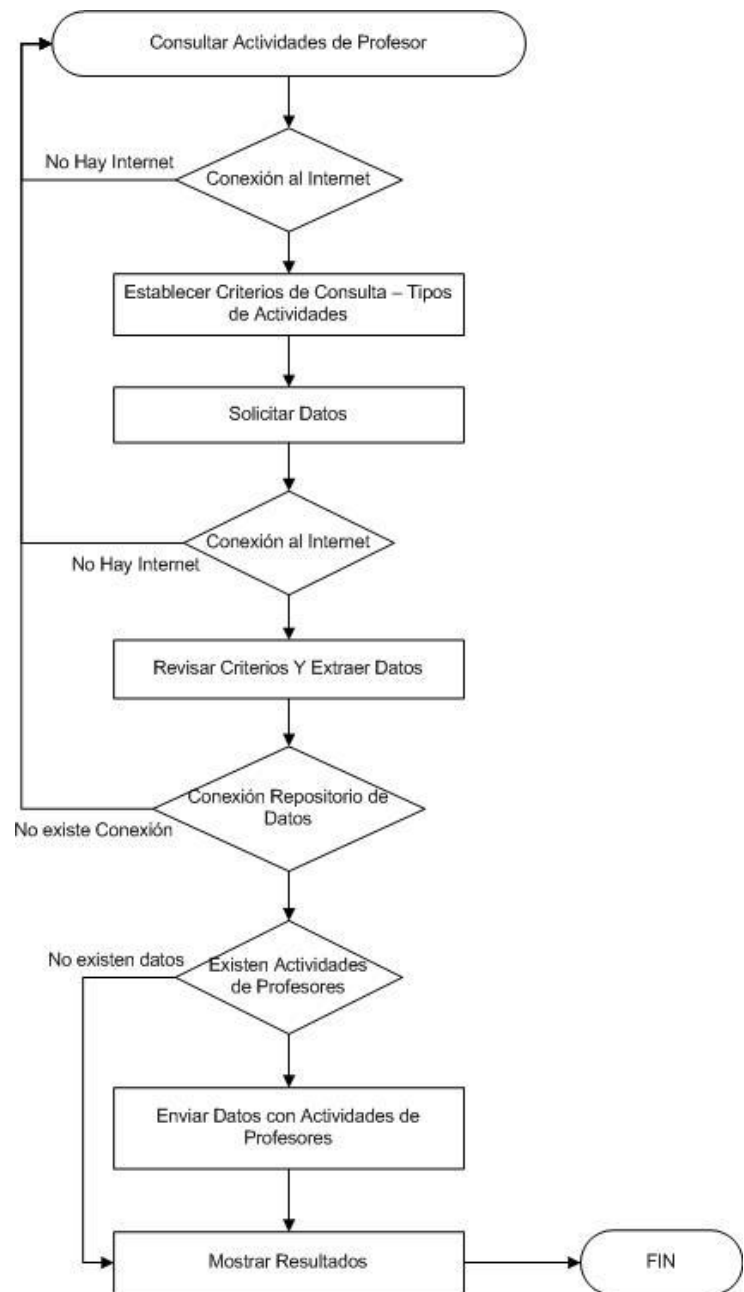 Consultar Actividades de Profesor
No Hay Internet
Conexión al Internet
Establecer Criterios de Consulta – Tipos
de Actividades
Solicitar Datos
Conexión al Internet
No Hay Internet
Revisar Criterios Y Extraer Datos
Conexión Repositorio de
Datos
No existe Conexión
No existen datos
Existen Actividades
de Profesores
Enviar Datos con Actividades de
Profesores
Mostrar Resultados
FIN